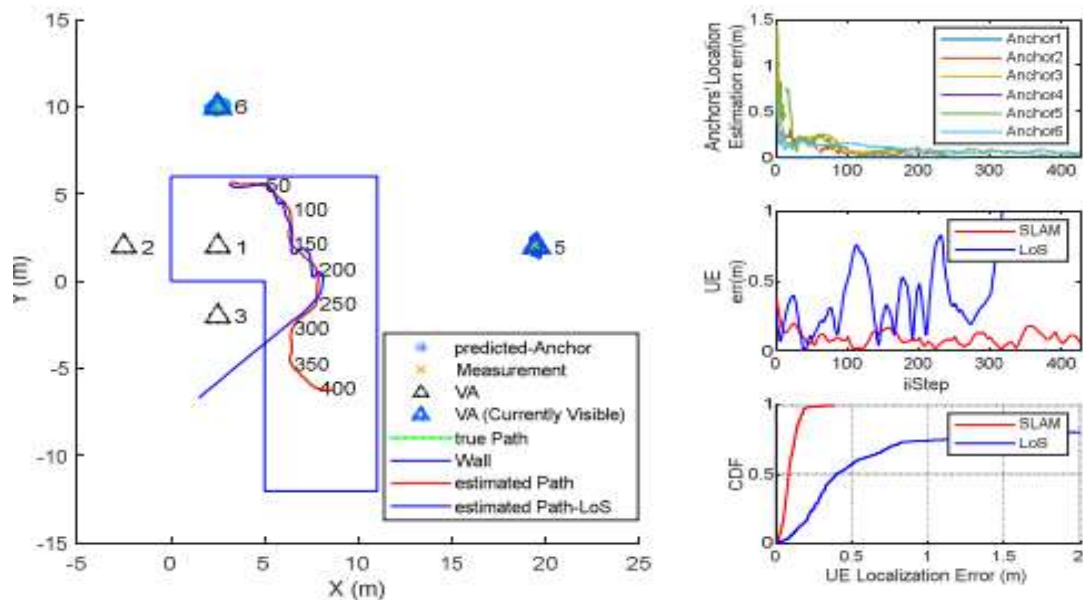 15
10
5
0
-5
-10
-15
Y (m)
6
2
1
3
5
50
100
150
200
250
300
350
400
predicted-Anchor
Measurement
VA
VA (Currently Visible)
true Path
Wall
estimated Path
estimated Path-LoS
-5 0 5 10 15 20 25
X (m)
Anchors'Location
Estimation err(m)
1.5
1
0.5
0
Anchor1
Anchor2
Anchor3
Anchor4
Anchor5
Anchor6
0 100 200 300 400
UE
err(m)
1
0.5
0
SLAM
LoS
0 100 200 300 400
iiStep
CDF
1
0.5
0
SLAM
LoS
0 0.5 1 1.5 2
UE Localization Error (m)